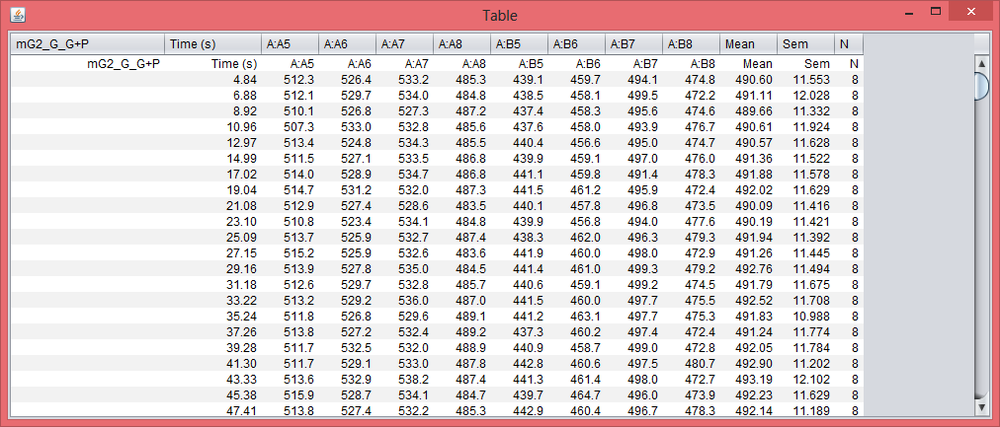 Table
mG2_G_G+P Time (s) A:A5 A:A6 A:A7 A:A8 A:B5 A:B6 A:B7 A:B8 Mean Sem N
mG2_G_G+P Time (s) A:A5 A:A6 A:A7 A:A8 A:B5 A:B6 A:B7 A:B8 Mean Sem N
4.84 512.3 526.4 533.2 485.3 439.1 459.7 494.1 474.8 490.60 11.553 8
6.88 512.1 529.7 534.0 484.8 438.5 458.1 499.5 472.2 491.11 12.028 8
8.92 510.1 526.8 527.3 487.2 437.4 458.3 495.6 474.6 489.66 11.332 8
10.96 507.3 533.0 532.8 485.6 437.6 458.0 493.9 476.7 490.61 11.924 8
12.97 513.4 524.8 534.3 485.5 440.4 456.6 495.0 474.7 490.57 11.628 8
14.99 511.5 527.1 533.5 486.8 439.9 459.1 497.0 476.0 491.36 11.522 8
17.02 514.0 528.9 534.7 486.8 441.1 459.8 491.4 478.3 491.88 11.578 8
19.04 514.7 531.2 532.0 487.3 441.5 461.2 495.9 472.4 492.02 11.629 8
21.08 512.9 527.4 528.6 483.5 440.1 457.8 496.8 473.5 490.09 11.416 8
23.10 510.8 523.4 534.1 484.8 439.9 456.8 494.0 477.6 490.19 11.421 8
25.09 513.7 525.9 532.7 487.4 438.3 462.0 496.3 479.3 491.94 11.392 8
27.15 515.2 525.9 532.6 483.6 441.9 460.0 498.0 472.9 491.26 11.445 8
29.16 513.9 527.8 535.0 484.5 441.4 461.0 499.3 479.2 492.76 11.494 8
31.18 512.6 529.7 532.8 485.7 440.6 459.1 499.2 474.5 491.79 11.675 8
33.22 513.2 529.2 536.0 487.0 441.5 460.0 497.7 475.5 492.52 11.708 8
35.24 511.8 526.8 529.6 489.1 441.2 463.1 497.7 475.3 491.83 10.988 8
37.26 513.8 527.2 532.4 489.2 437.3 460.2 497.4 472.4 491.24 11.774 8
39.28 511.7 532.5 532.0 488.9 440.9 458.7 499.0 472.8 492.05 11.784 8
41.30 511.7 529.1 533.0 487.8 442.8 460.6 497.5 480.7 492.90 11.202 8
43.33 513.6 532.9 538.2 487.4 441.3 461.4 498.0 472.7 493.19 12.102 8
45.38 515.9 528.7 534.1 484.7 439.7 464.7 496.0 473.9 492.23 11.629 8
47.41 513.8 527.4 532.2 485.3 442.9 460.4 496.7 478.3 492.14 11.189 8